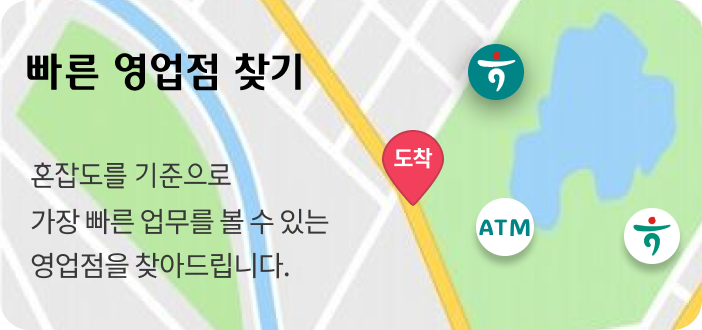 빠른 영업점 찾기
도착
혼잡도를 기준으로
가장 빠른 업무를 볼 수 있는
영업점을 찾아드립니다.
ATM